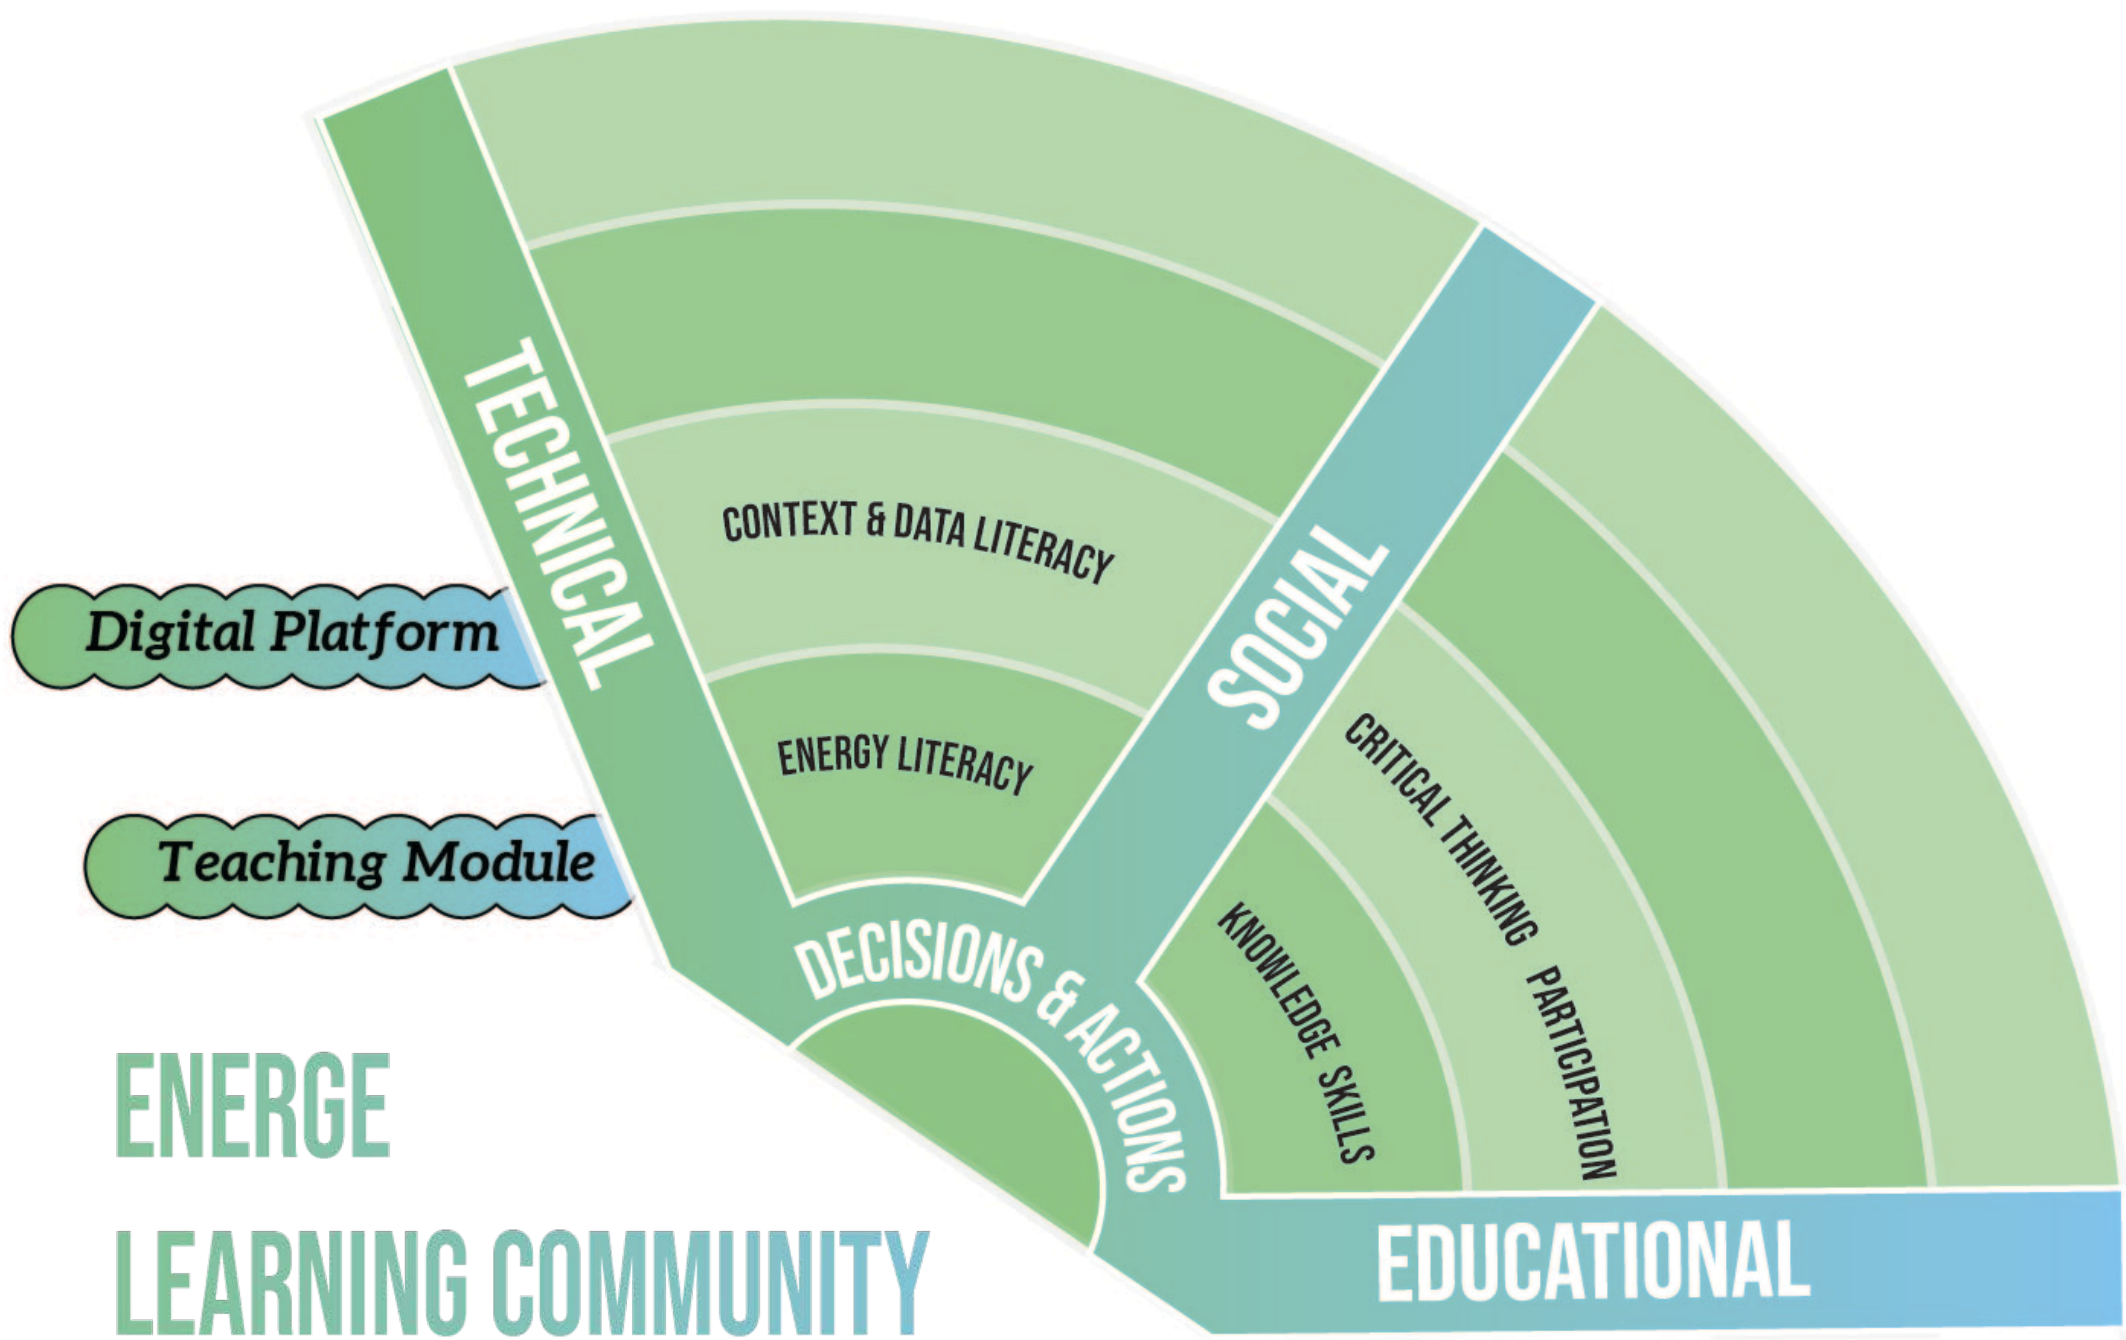 TECHNICAL
CONTEXT & DATA LITERACY
SOCIAL
Digital Platform
ENERGY LITERACY
CRITICAL THINKING PARTICIPATION
Teaching Module
KNOWLEDGE SKILLS
DECISIONS & ACTIONS
ENERGE
LEARNING COMMUNITY
EDUCATIONAL